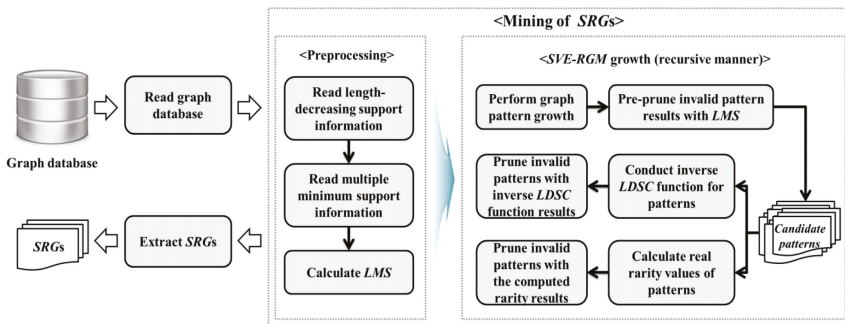 <Mining of SRGs>
<Preprocessing>
<SVE-RGM growth (recursive manner)>
Graph database
Read graph
database
Read length-
decreasing support
information
Read multiple
minimum support
information
Calculate LMS
Perform graph
pattern growth
Pre-prune invalid pattern
results with LMS
Candidate
patterns
Conduct inverse
LDSC function for
patterns
Prune invalid
patterns with
inverse LDSC
function results
Calculate real
rarity values of
patterns
Prune invalid
patterns with
the computed
rarity results
Extract SRGs
SRGs